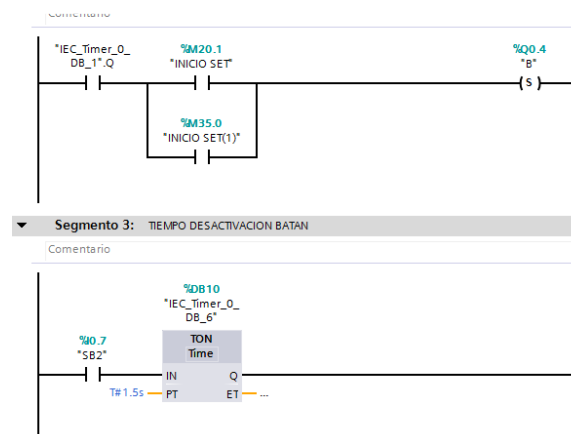 Comentario
"IEC_Timer_0_
DB_1".Q
%M20.1
"INICIO SET"
%Q0.4
"B"
S
%M35.0
"INICIO SET(1)"
Segmento 3: TIEMPO DESACTIVACION BATAN
Comentario
%DB10
"IEC_Timer_0_
DB_6"
%I0.7
"SB2"
TON
Time
IN Q
T#1.5s PT ET ...